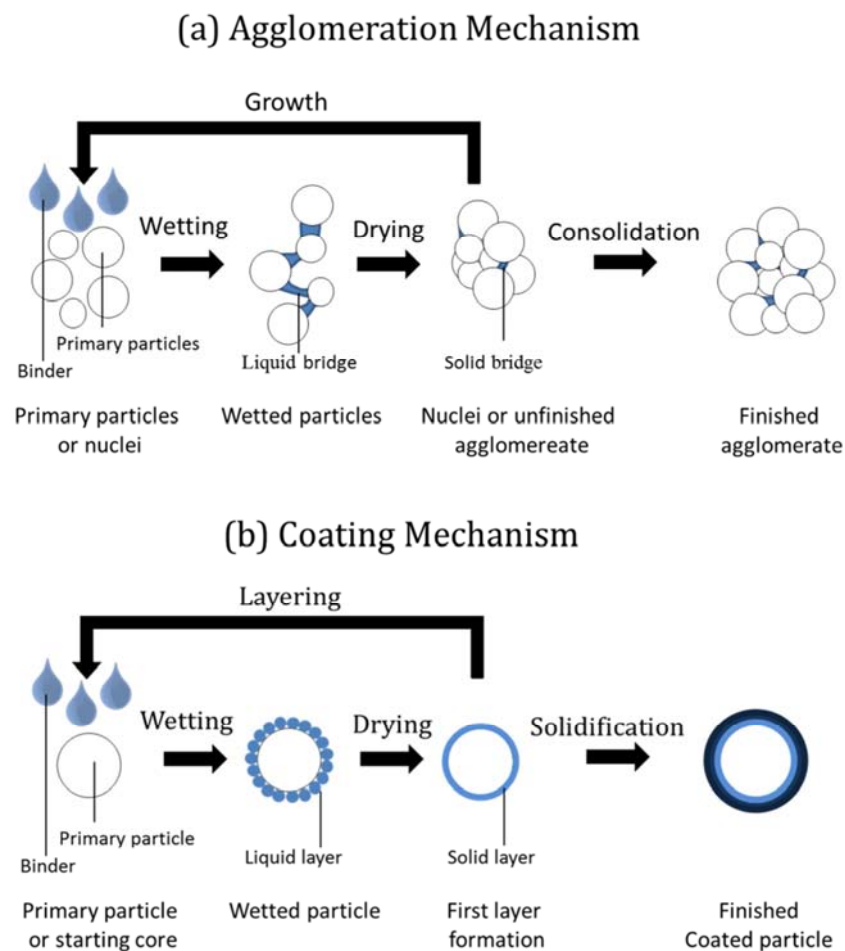 (a) Agglomeration Mechanism
Growth
Wetting
Drying
Consolidation
Primary particles
Binder
Liquid bridge
Solid bridge
Primary particles
or nuclei
Wetted particles
Nuclei or unfinished
agglomereate
Finished
agglomerate
(b) Coating Mechanism
Layering
Wetting
Drying
Solidification
Primary particle
Binder
Liquid layer
Solid layer
Primary particle
or starting core
Wetted particle
First layer
formation
Finished
Coated particle